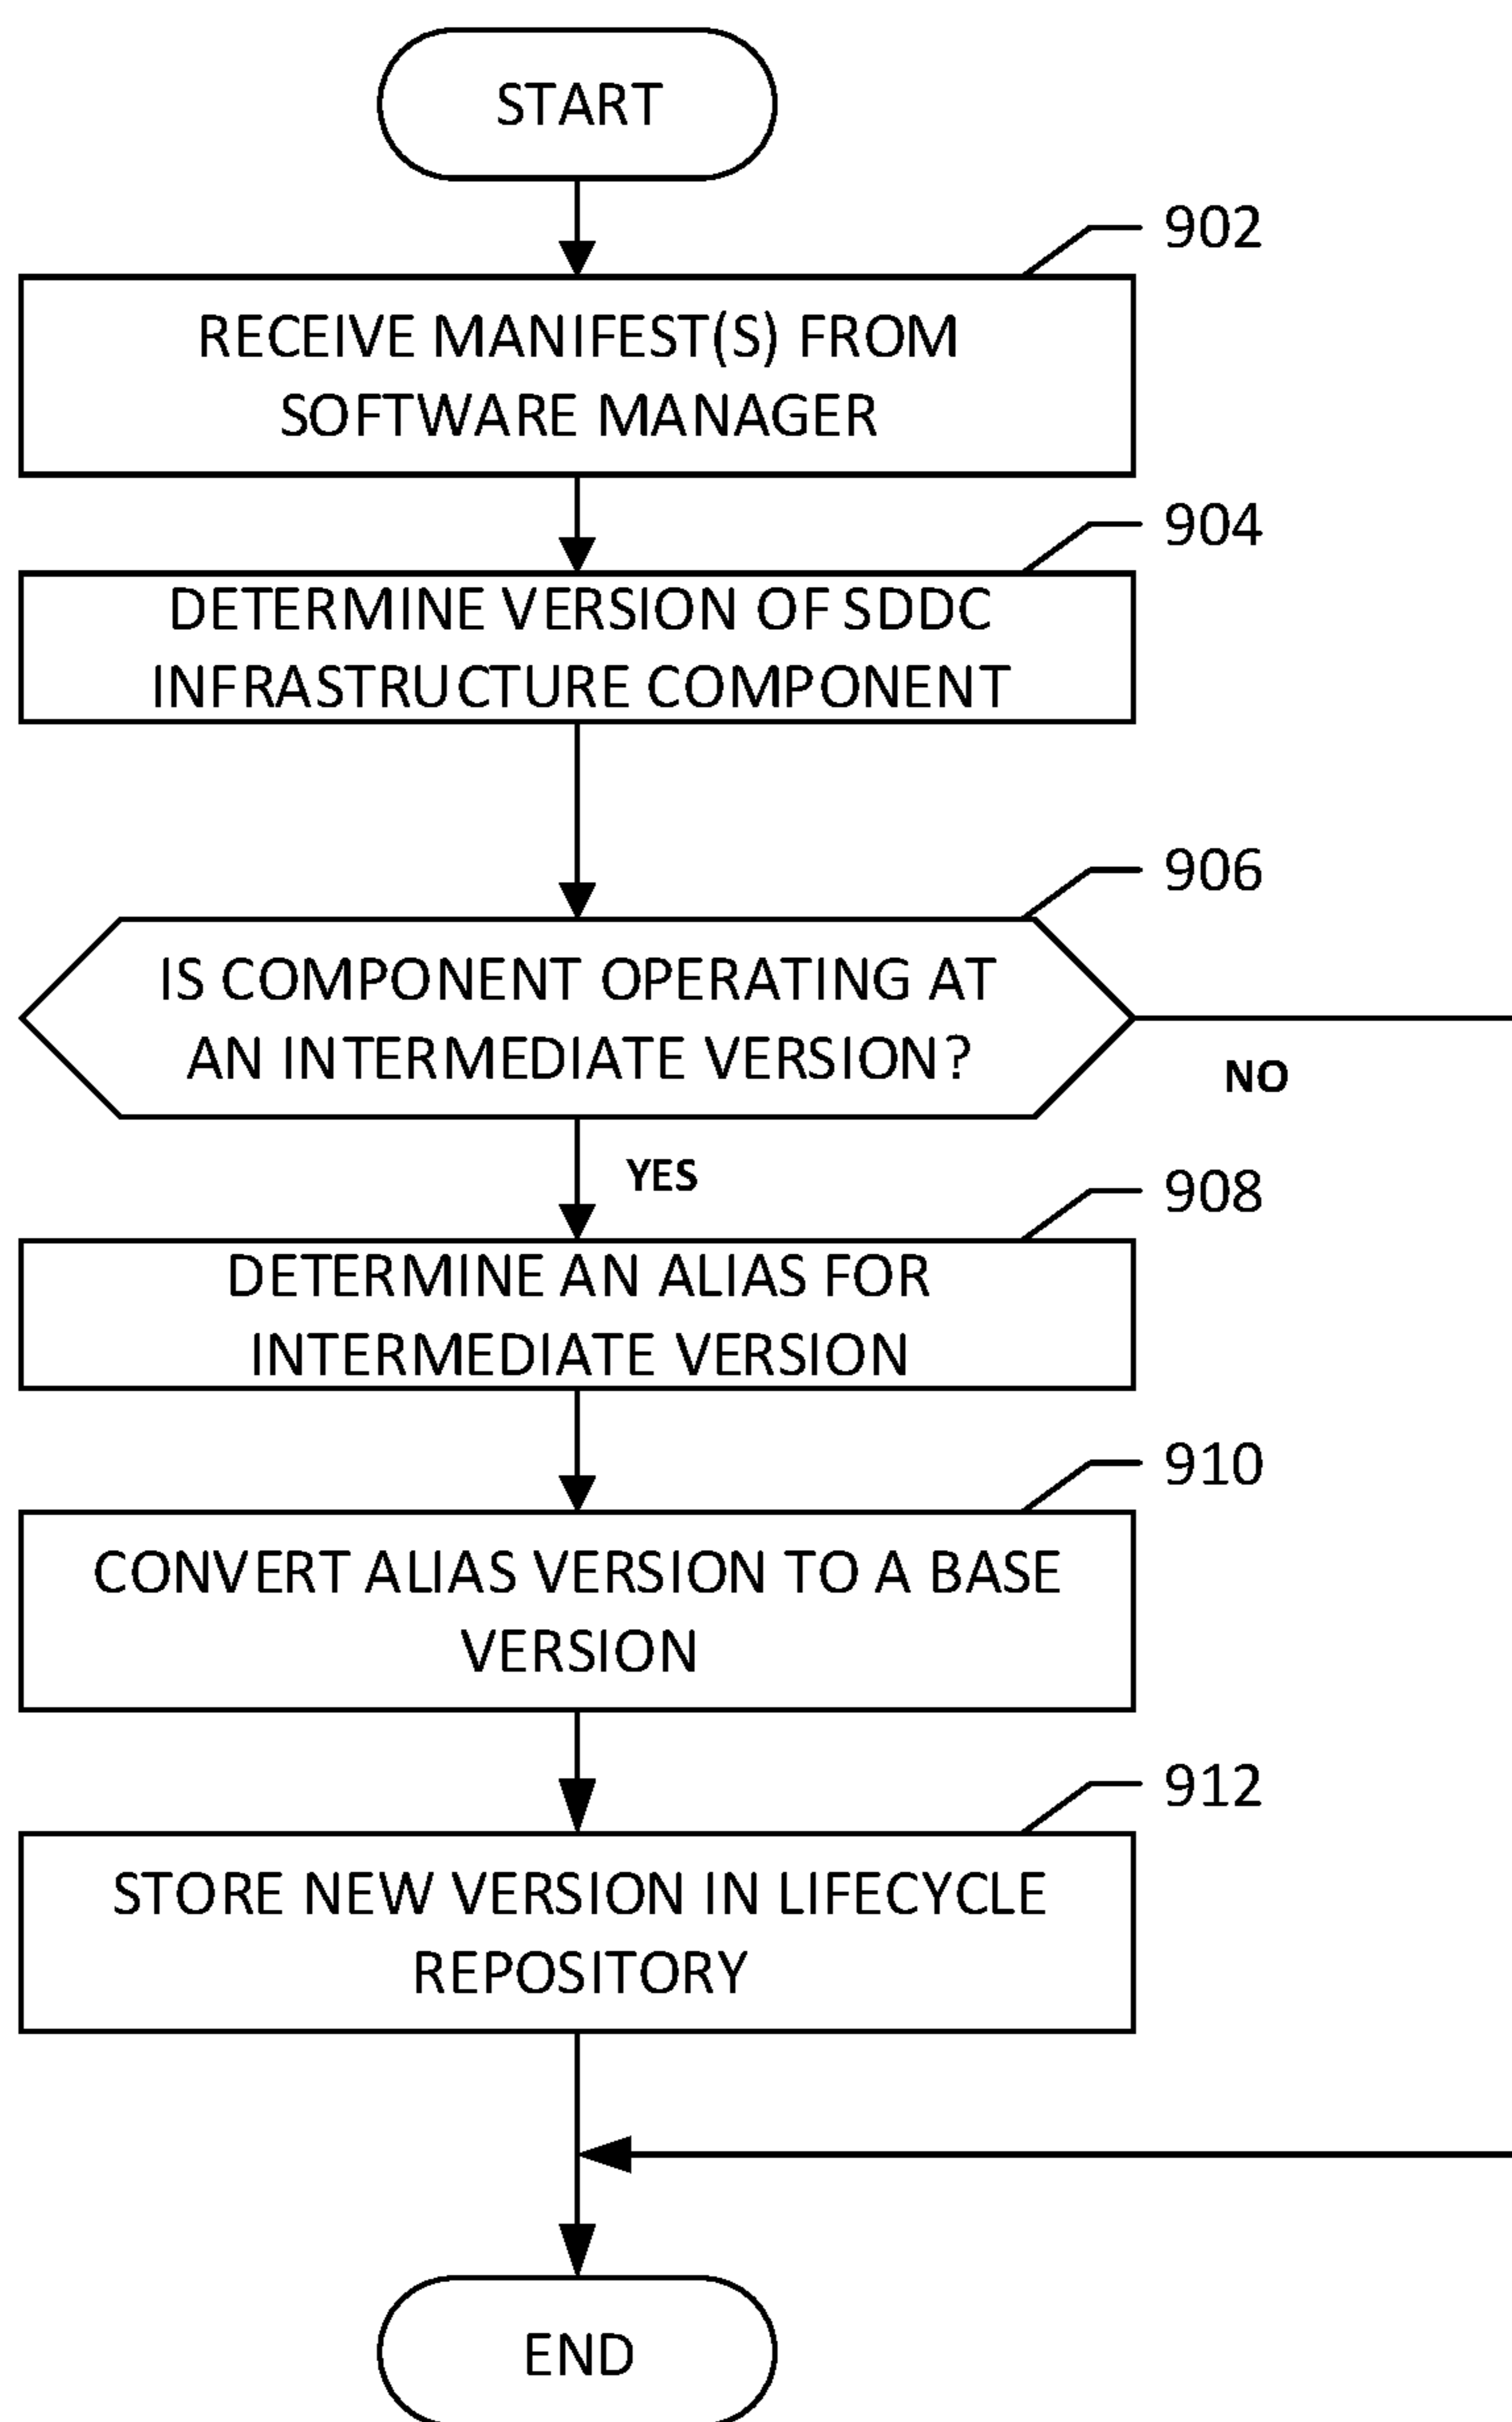 START
902
RECEIVE MANIFEST(S) FROM
SOFTWARE MANAGER
904
DETERMINE VERSION OF SDDC
INFRASTRUCTURE COMPONENT
906
IS COMPONENT OPERATING AT
AN INTERMEDIATE VERSION?
NO
YES
908
DETERMINE AN ALIAS FOR
INTERMEDIATE VERSION
910
CONVERT ALIAS VERSION TO A BASE
VERSION
912
STORE NEW VERSION IN LIFECYCLE
REPOSITORY
END